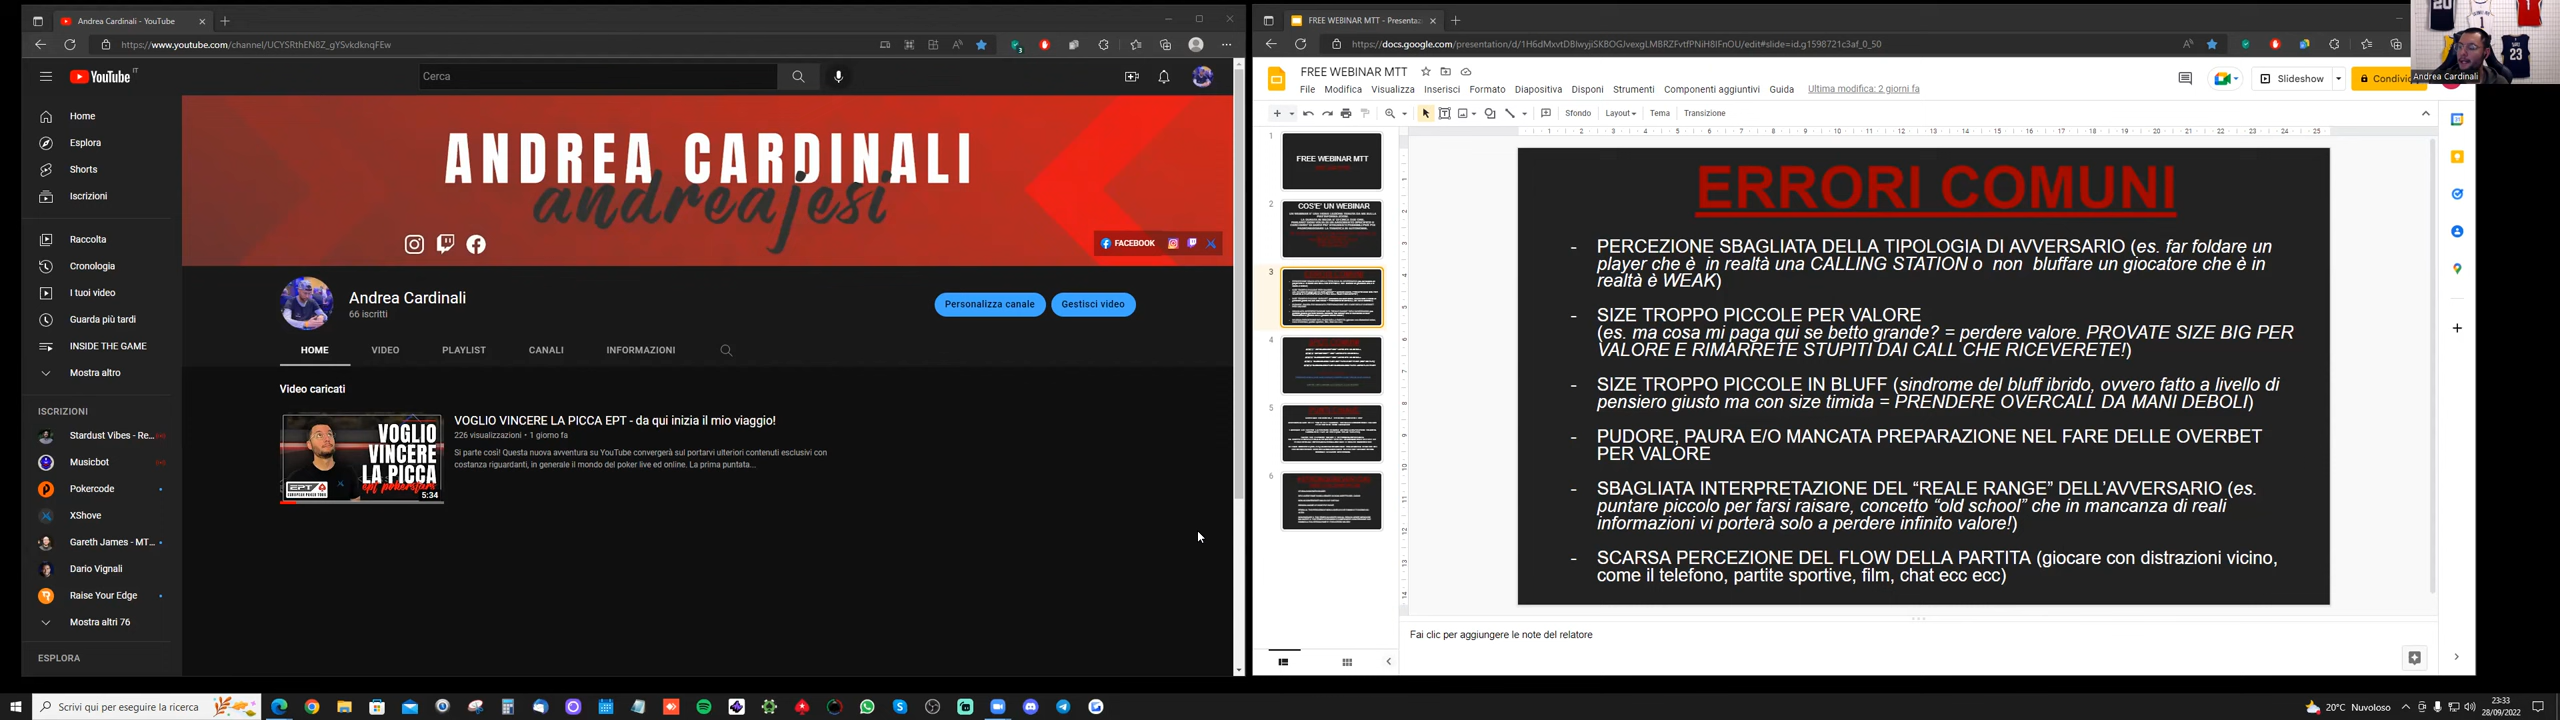 Andrea Cardinali - YouTube
https://www.youtube.com/channel/UCYSRthEN8Z_gYSvkdknqFEw
YouTube IT
Cerca
Home
Esplora
Shorts
Iscrizioni
Raccolta
Cronologia
I tuoi video
Guarda più tardi
INSIDE THE GAME
Mostra altro
ISCRIZIONI
Stardust Vibes - Re...
Musicbot
Pokercode
XShove
Gareth James - MT...
Dario Vignali
Raise Your Edge
Mostra altri 76
ESPLORA
ANDREA CARDINALI
andreajesi
FACEBOOK
Andrea Cardinali
66 iscritti
Personalizza canale
Gestisci video
HOME
VIDEO
PLAYLIST
CANALI
INFORMAZIONI
Video caricati
VOGLIO
VINCERE
LA PICCA
ept pokerstars
EPT
5:34
VOGLIO VINCERE LA PICCA EPT - da qui inizia il mio viaggio!
226 visualizzazioni • 1 giorno fa
Si parte così! Questa nuova avventura su YouTube convergerà sul portarvi ulteriori contenuti esclusivi con
costanza riguardanti, in generale il mondo del poker live ed online. La prima puntata...
FREE WEBINAR MTT - Presentaz
https://docs.google.com/presentation/d/1H6dMxvtDBlwyjiSKBOGJvexgLMBRZFvtfPNiH8IFnOU/edit#slide=id.g1598721c3af_0_50
FREE WEBINAR MTT
File Modifica Visualizza Inserisci Formato Diapositiva Disponi Strumenti Componenti aggiuntivi Guida Ultima modifica: 2 giorni fa
Slideshow
Condivi
Andrea Cardinali
23
Sfondo Layout Tema Transizione
1
FREE WEBINAR MTT
2
COS'E' UN WEBINAR
3
4
5
6
ERRORI COMUNI
- PERCEZIONE SBAGLIATA DELLA TIPOLOGIA DI AVVERSARIO (es. far foldare un
player che è in realtà una CALLING STATION o non bluffare un giocatore che è in
realtà è WEAK)
- SIZE TROPPO PICCOLE PER VALORE
(es. ma cosa mi paga qui se betto grande? = perdere valore. PROVATE SIZE BIG PER
VALORE E RIMARRETE STUPITI DAI CALL CHE RICEVERETE!)
- SIZE TROPPO PICCOLE IN BLUFF (sindrome del bluff ibrido, ovvero fatto a livello di
pensiero giusto ma con size timida = PRENDERE OVERCALL DA MANI DEBOLI)
- PUDORE, PAURA E/O MANCATA PREPARAZIONE NEL FARE DELLE OVERBET
PER VALORE
- SBAGLIATA INTERPRETAZIONE DEL “REALE RANGE” DELL’AVVERSARIO (es.
puntare piccolo per farsi raisare, concetto “old school” che in mancanza di reali
informazioni vi porterà solo a perdere infinito valore!)
- SCARSA PERCEZIONE DEL FLOW DELLA PARTITA (giocare con distrazioni vicino,
come il telefono, partite sportive, film, chat ecc ecc)
Fai clic per aggiungere le note del relatore
Scrivi qui per eseguire la ricerca
20°C Nuvoloso
23:33
28/09/2022